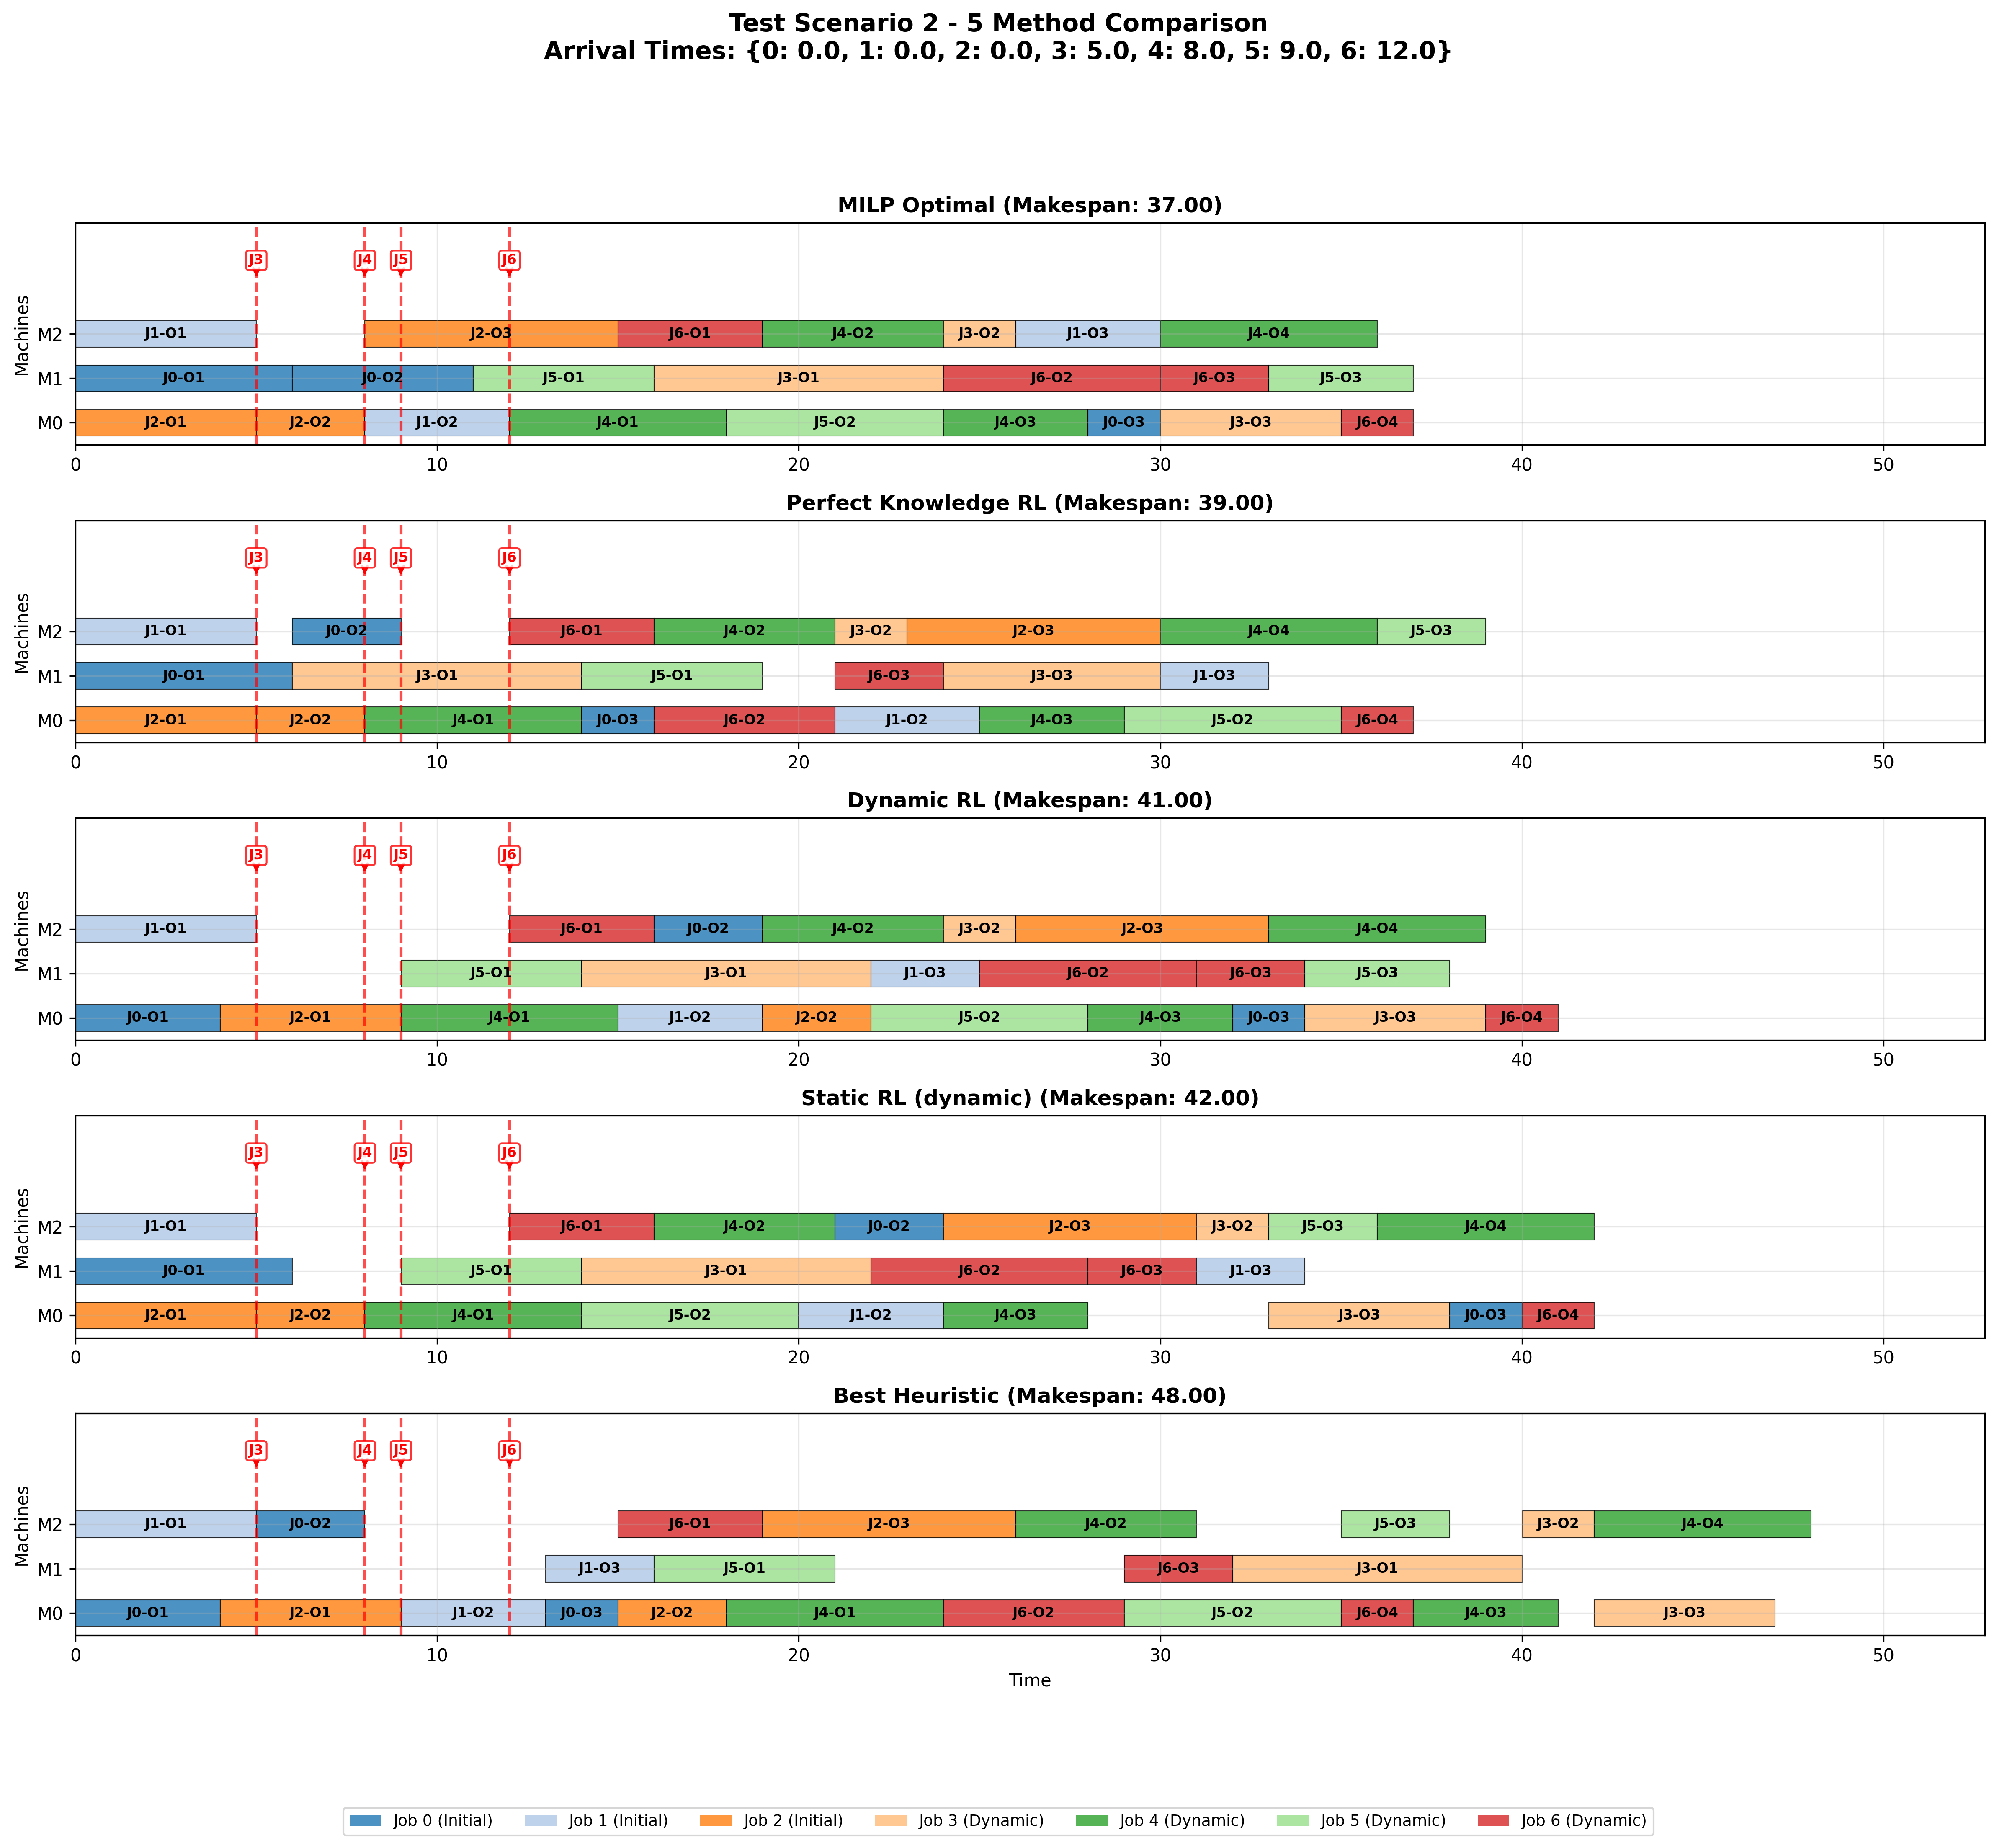 Test Scenario 2 - 5 Method Comparison
Arrival Times: {0: 0.0, 1: 0.0, 2: 0.0, 3: 5.0, 4: 8.0, 5: 9.0, 6: 12.0}
MILP Optimal (Makespan: 37.00)
J3 J4 J5 J6
Machines
M2 J1-O1 J2-O3 J6-O1 J4-O2 J3-O2 J1-O3 J4-O4
M1 J0-O1 J0-O2 J5-O1 J3-O1 J6-O2 J6-O3 J5-O3
M0 J2-O1 J2-O2 J1-O2 J4-O1 J5-O2 J4-O3 J0-O3 J3-O3 J6-O4
0 10 20 30 40 50
Perfect Knowledge RL (Makespan: 39.00)
J3 J4 J5 J6
Machines
M2 J1-O1 J0-O2 J6-O1 J4-O2 J3-O2 J2-O3 J4-O4 J5-O3
M1 J0-O1 J3-O1 J5-O1 J6-O3 J3-O3 J1-O3
M0 J2-O1 J2-O2 J4-O1 J0-O3 J6-O2 J1-O2 J4-O3 J5-O2 J6-O4
0 10 20 30 40 50
Dynamic RL (Makespan: 41.00)
J3 J4 J5 J6
Machines
M2 J1-O1 J6-O1 J0-O2 J4-O2 J3-O2 J2-O3 J4-O4
M1 J5-O1 J3-O1 J1-O3 J6-O2 J6-O3 J5-O3
M0 J0-O1 J2-O1 J4-O1 J1-O2 J2-O2 J5-O2 J4-O3 J0-O3 J3-O3 J6-O4
0 10 20 30 40 50
Static RL (dynamic) (Makespan: 42.00)
J3 J4 J5 J6
Machines
M2 J1-O1 J6-O1 J4-O2 J0-O2 J2-O3 J3-O2 J5-O3 J4-O4
M1 J0-O1 J5-O1 J3-O1 J6-O2 J6-O3 J1-O3
M0 J2-O1 J2-O2 J4-O1 J5-O2 J1-O2 J4-O3 J3-O3 J0-O3 J6-O4
0 10 20 30 40 50
Best Heuristic (Makespan: 48.00)
J3 J4 J5 J6
Machines
M2 J1-O1 J0-O2 J6-O1 J2-O3 J4-O2 J5-O3 J3-O2 J4-O4
M1 J1-O3 J5-O1 J6-O3 J3-O1
M0 J0-O1 J2-O1 J1-O2 J0-O3 J2-O2 J4-O1 J6-O2 J5-O2 J6-O4 J4-O3 J3-O3
0 10 20 30 40 50
Time
Job 0 (Initial) Job 1 (Initial) Job 2 (Initial) Job 3 (Dynamic) Job 4 (Dynamic) Job 5 (Dynamic) Job 6 (Dynamic)